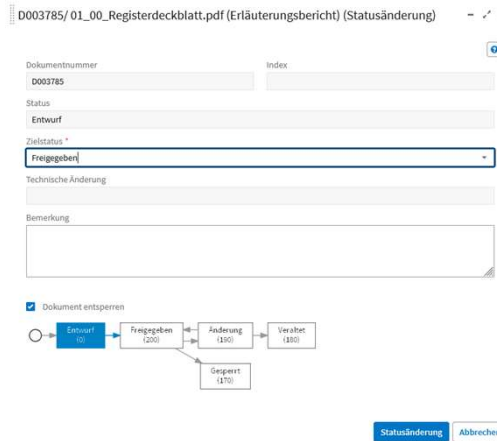 D003785/ 01_00_Registerdeckblatt.pdf (Erläuterungsbericht) (Statusänderung)
Dokumentnummer
Index
D003785
Status
Entwurf
Zielstatus *
Freigegeben
Technische Änderung
Bemerkung
Dokument entsperren
Entwurf
(0)
Freigegeben
(200)
Änderung
(190)
Veraltet
(180)
Gesperrt
(170)
Statusänderung
Abbrechen